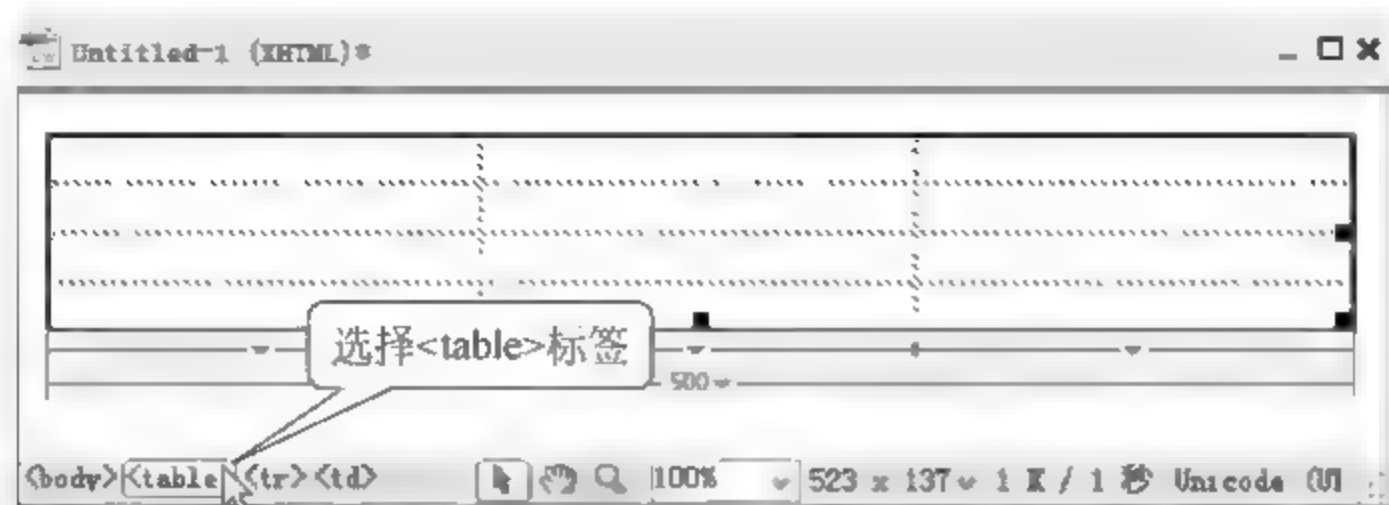 Untitled-1 (XHTML)*
选择<table>标签
500
<body><table><tr><td>
100% 523 x 137 1 K / 1 秒 Unicode (UT